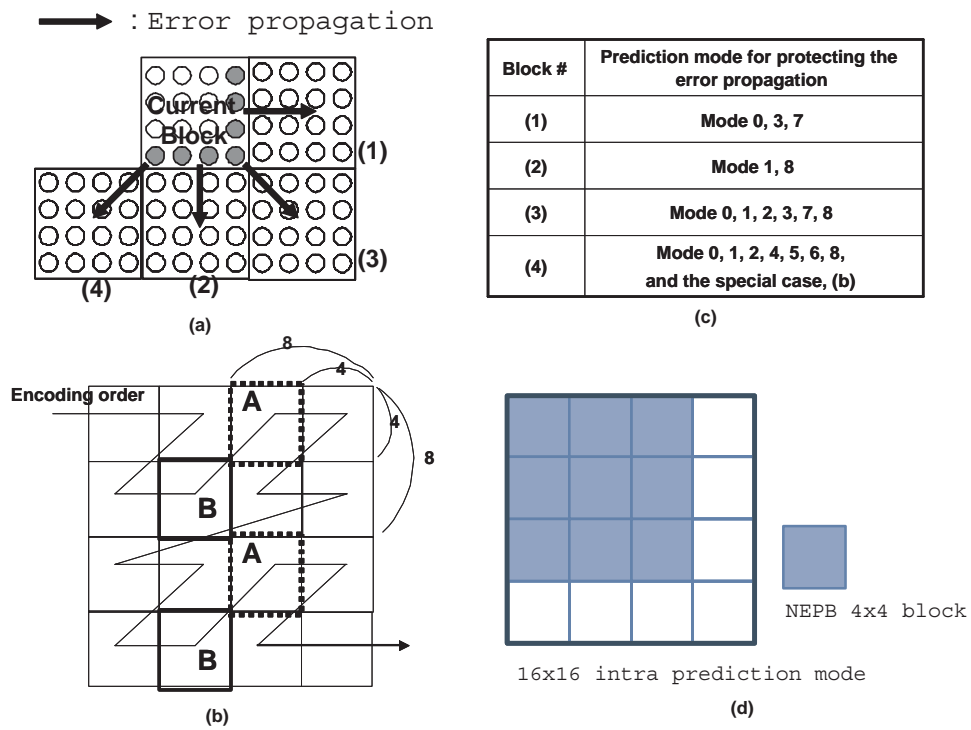 : Error propagation
Current
Block
(1)
(3)
(2)
(4)
(a)
Block #
Prediction mode for protecting the
error propagation
(1)
Mode 0, 3, 7
(2)
Mode 1, 8
(3)
Mode 0, 1, 2, 3, 7, 8
(4)
Mode 0, 1, 2, 4, 5, 6, 8,
and the special case, (b)
(c)
8
4
Encoding order
A
4
8
B
A
B
(b)
NEPB 4x4 block
16x16 intra prediction mode
(d)